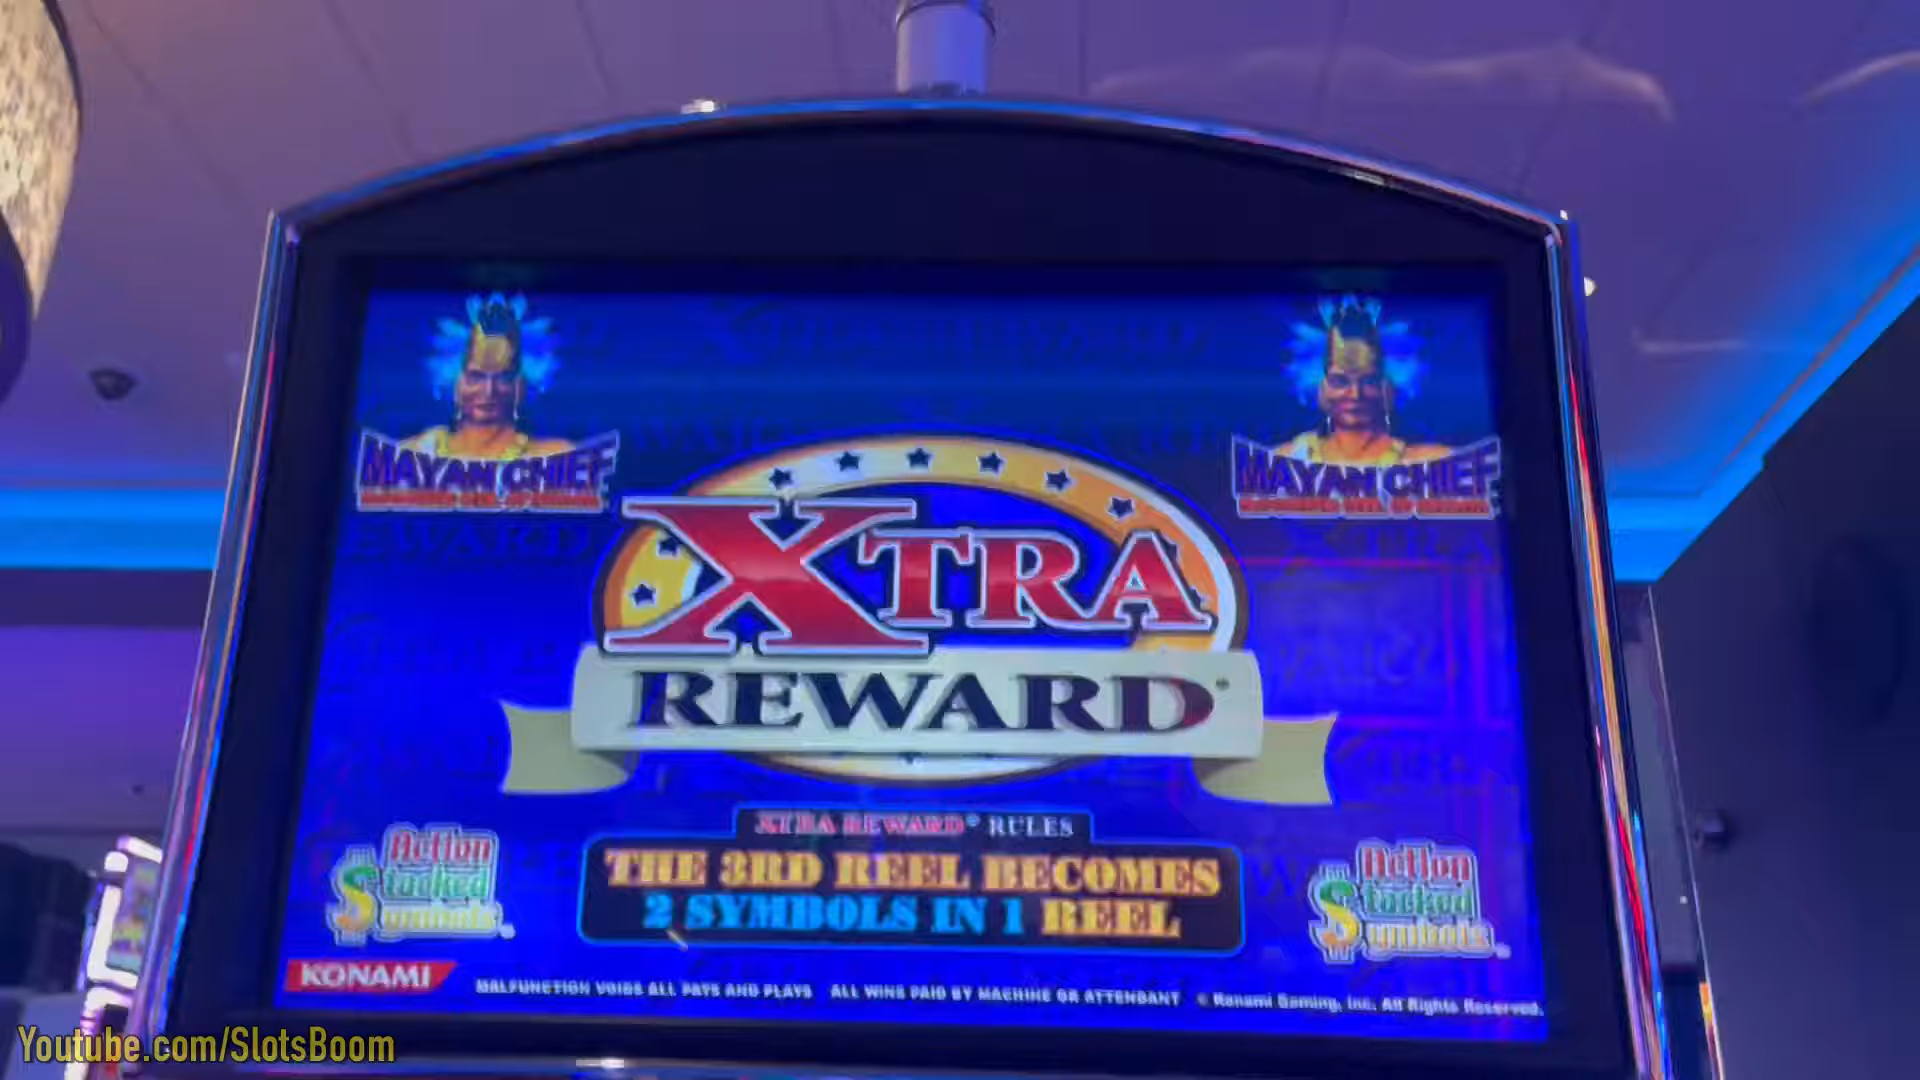 MAYAN CHIEF
MAYAN CHIEF
XTRA
REWARD
XTRA REWARD® RULES
THE 3RD REEL BECOMES
2 SYMBOLS IN 1 REEL
Action
Stacked
Symbols
Action
Stacked
Symbols
KONAMI
MALFUNCTION VOIDS ALL PAYS AND PLAYS ALL WINS PAID BY MACHINE OR ATTENDANT © Konami Gaming, Inc. All Rights Reserved.
Youtube.com/SlotsBoom